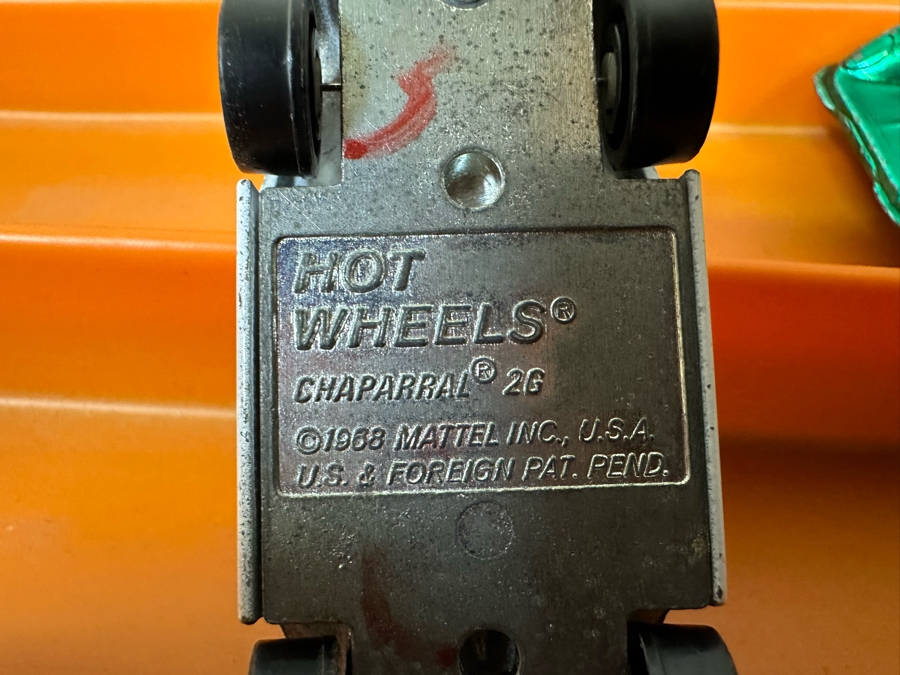 HOT
WHEELS®
CHAPARRAL® 2G
©1968 MATTEL INC., U.S.A.
U.S. & FOREIGN PAT. PEND.